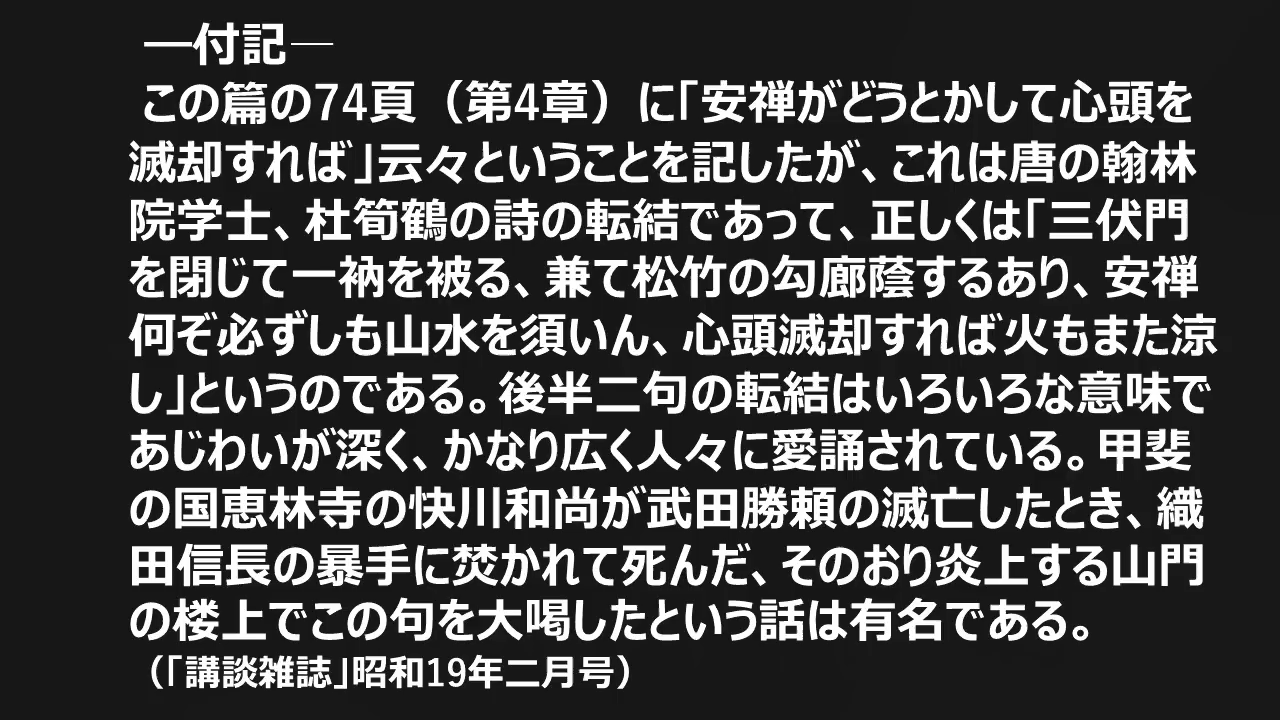 ―付記―
この篇の74頁（第4章）に「安禅がどうとかして心頭を
滅却すれば」云々ということを記したが、これは唐の翰林
院学士、杜筍鶴の詩の転結であって、正しくは「三伏門
を閉じて一衲を被る、兼て松竹の勾廊蔭するあり、安禅
何ぞ必ずしも山水を須いん、心頭滅却すれば火もまた涼
し」というのである。後半二句の転結はいろいろな意味で
あじわいが深く、かなり広く人々に愛誦されている。甲斐
の国恵林寺の快川和尚が武田勝頼の滅亡したとき、織
田信長の暴手に焚かれて死んだ、そのおり炎上する山門
の楼上でこの句を大喝したという話は有名である。
（「講談雑誌」昭和19年二月号）